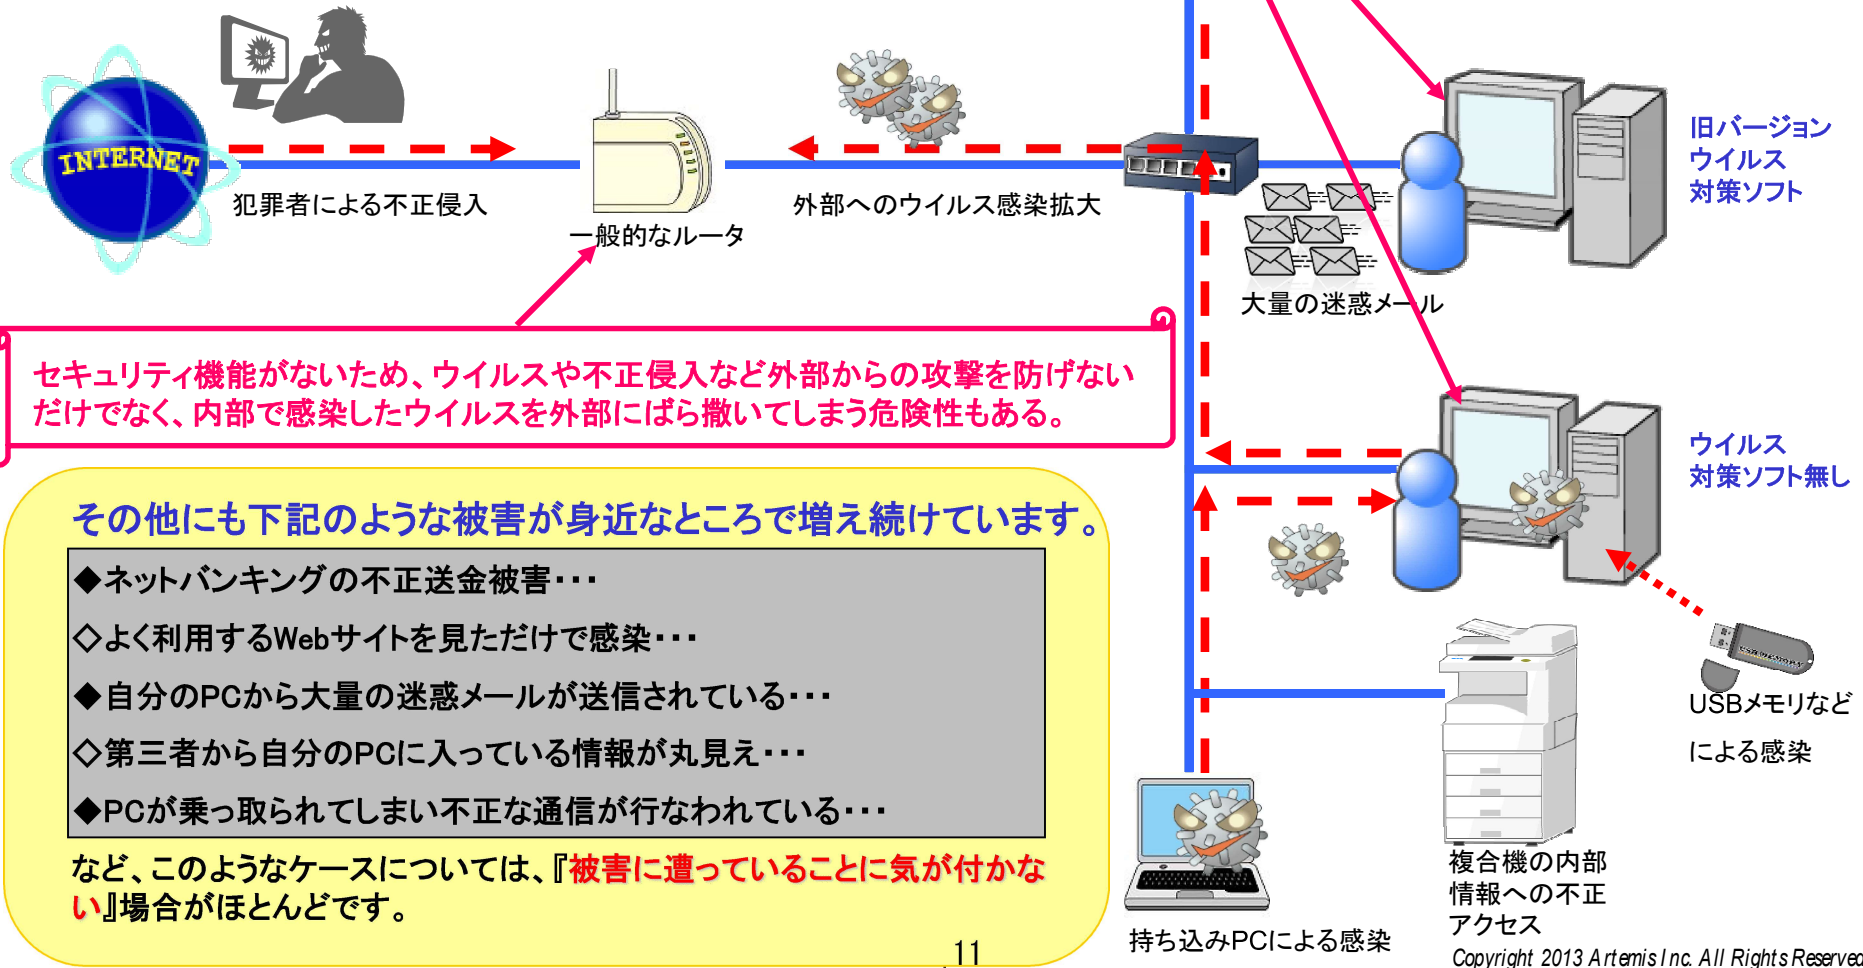 INTERNET
犯罪者による不正侵入
一般的なルータ
外部へのウイルス感染拡大
旧バージョン
ウイルス
対策ソフト
大量の迷惑メール
セキュリティ機能がないため、ウイルスや不正侵入など外部からの攻撃を防げない
だけでなく、内部で感染したウイルスを外部にばら撒いてしまう危険性もある。
ウイルス
対策ソフト無し
その他にも下記のような被害が身近なところで増え続けています。
◆ネットバンキングの不正送金被害・・・
◇よく利用するWebサイトを見ただけで感染・・・
◆自分のPCから大量の迷惑メールが送信されている・・・
◇第三者から自分のPCに入っている情報が丸見え・・・
◆PCが乗っ取られてしまい不正な通信が行なわれている・・・
など、このようなケースについては、『被害に遭っていることに気が付かな
い』場合がほとんどです。
USB MEMORY
USBメモリなど
による感染
複合機の内部
情報への不正
アクセス
持ち込みPCによる感染
11
Copyright 2013 Artemis Inc. All Rights Reserved